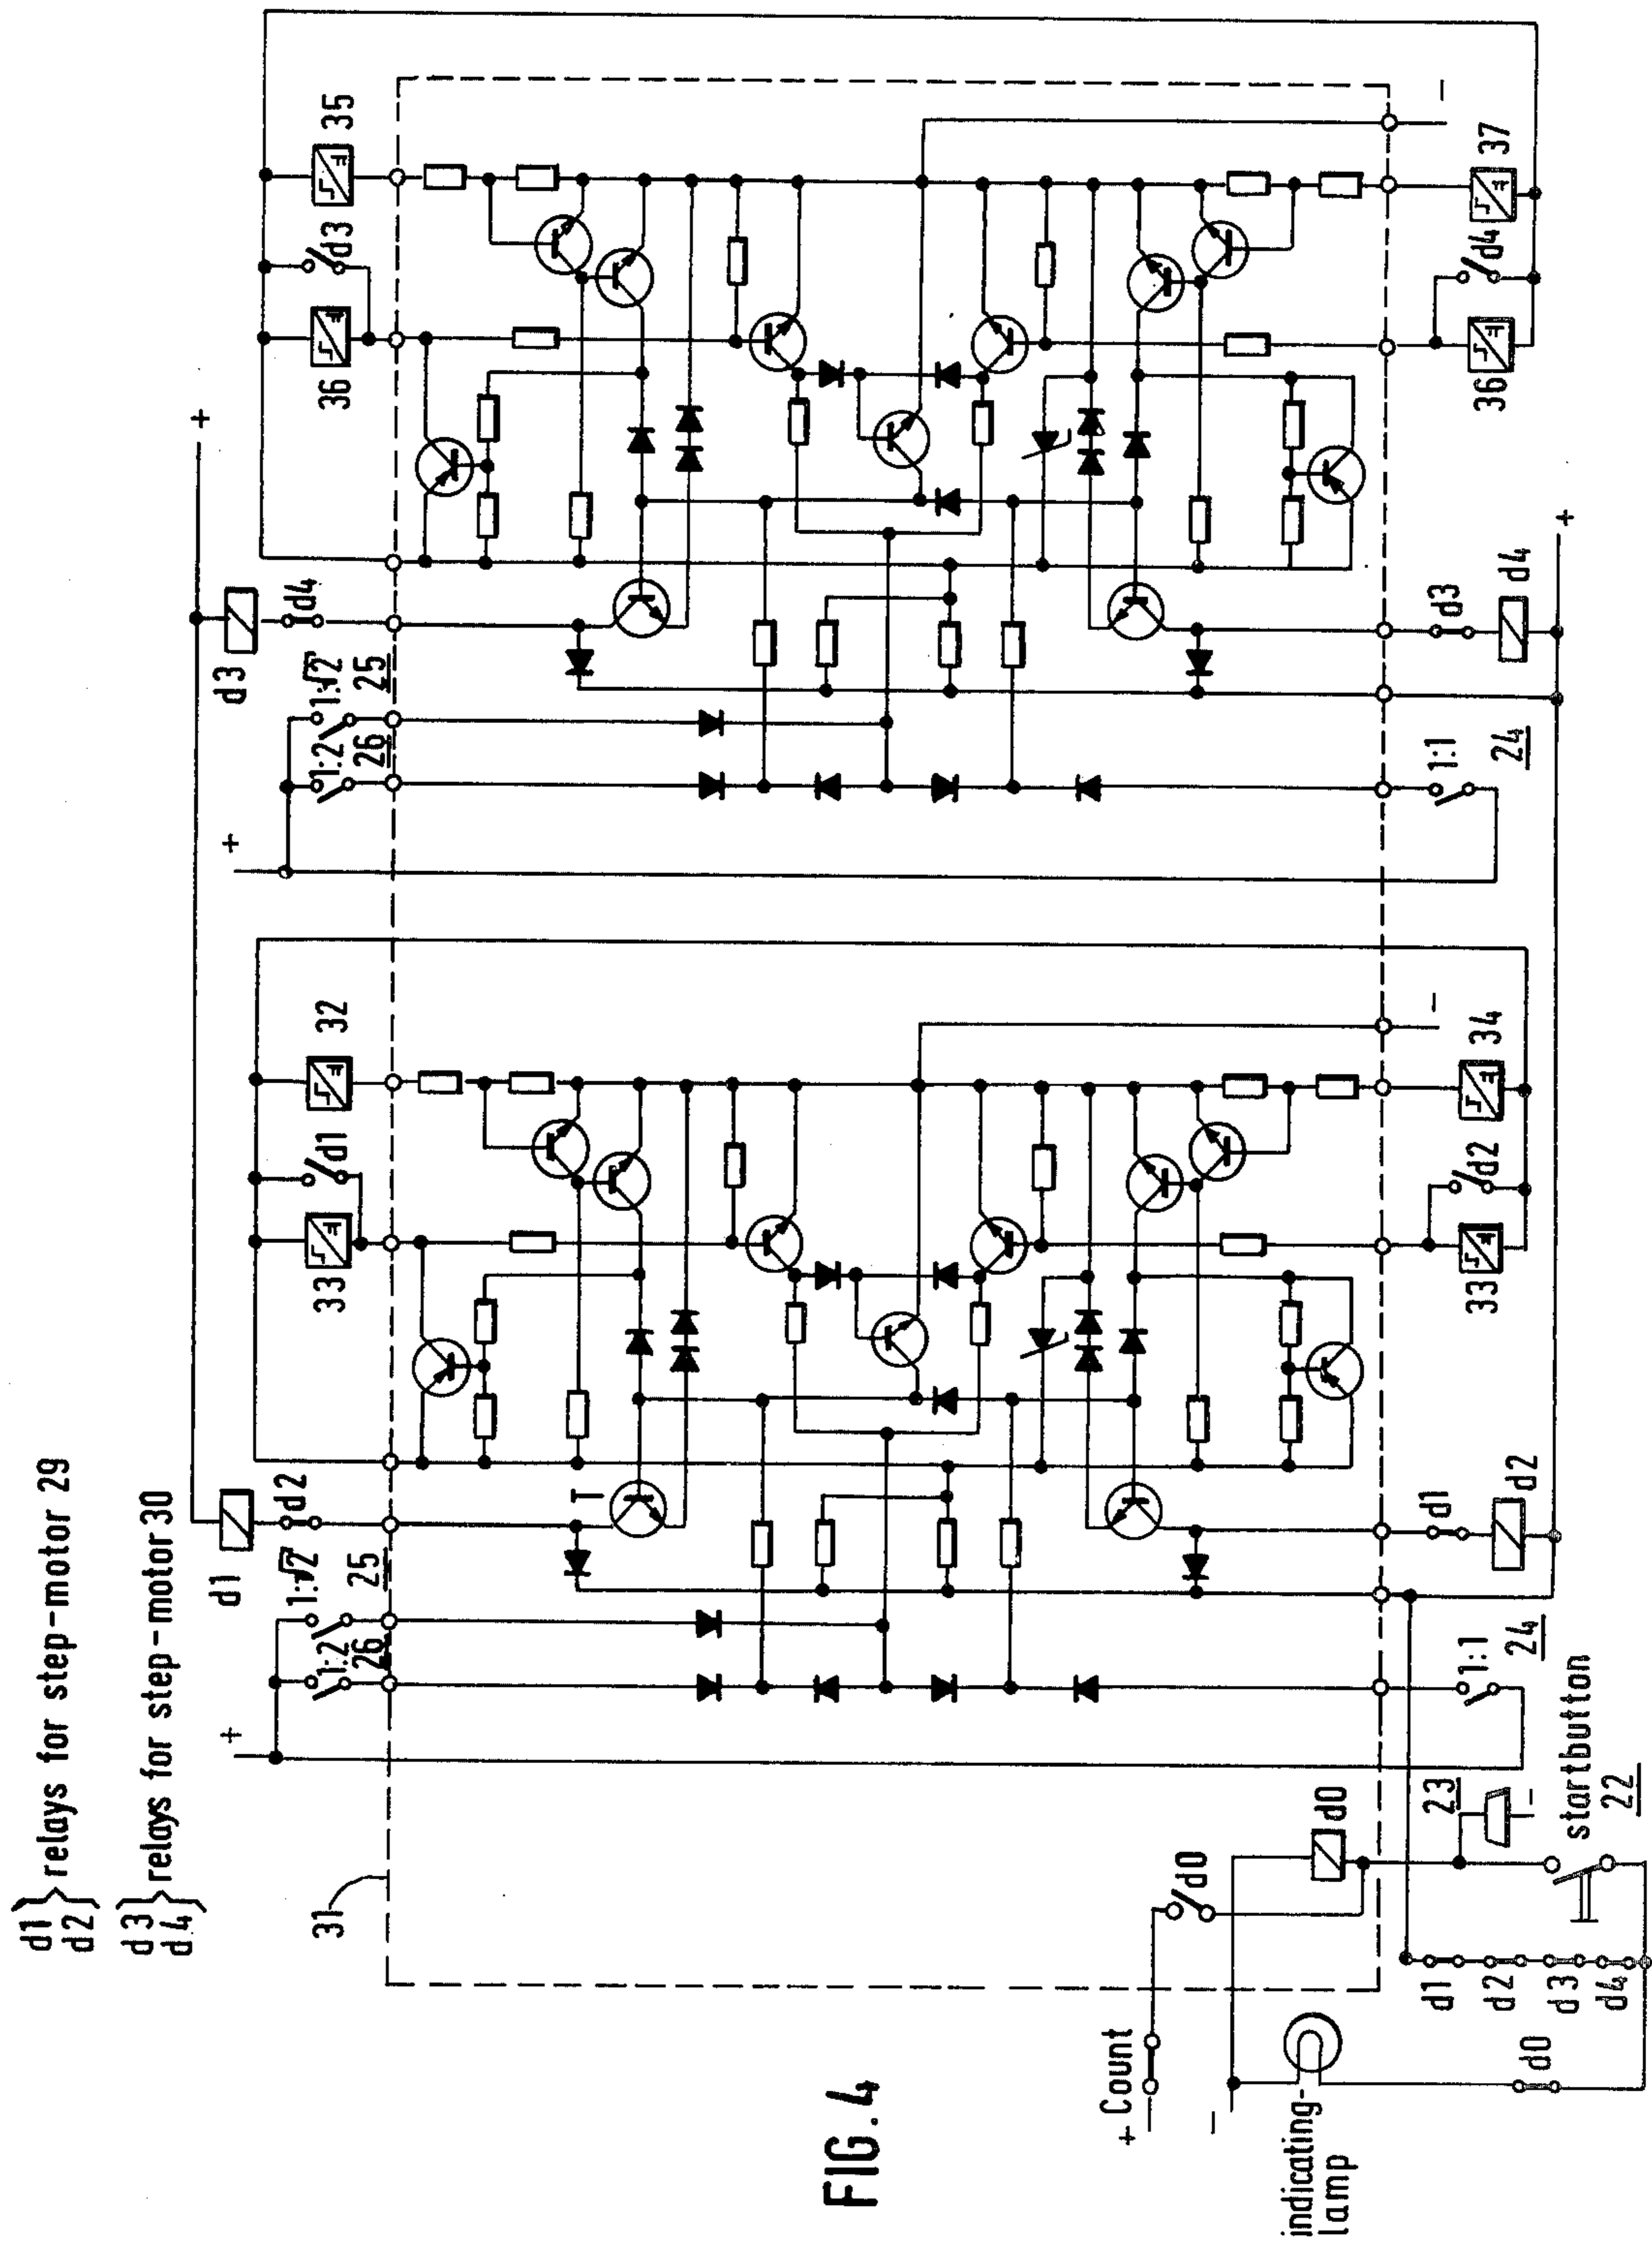 d1 } relays for step-motor 29
d2
d3 } relays for step-motor 30
d4
31
FIG. 4
+
d1
d2
1:√2
25
1:2
26
+
33
d1
32
T
d3
d4
1:√2
25
1:2
26
+
36
d3
35
+ Count
d0
d0
−
indicating-
lamp
d0
d1
d2
d3
d4
23
−
startbutton
22
1:1
24
d1
d2
33
d2
34
−
1:1
24
d3
d4
+
36
d4
37
−